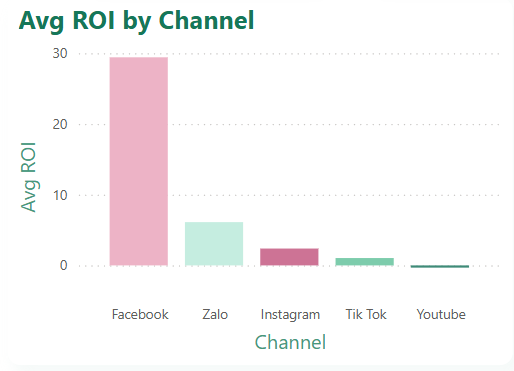 Avg ROI by Channel
30
20
10
0
Avg ROI
Facebook Zalo Instagram Tik Tok Youtube
Channel